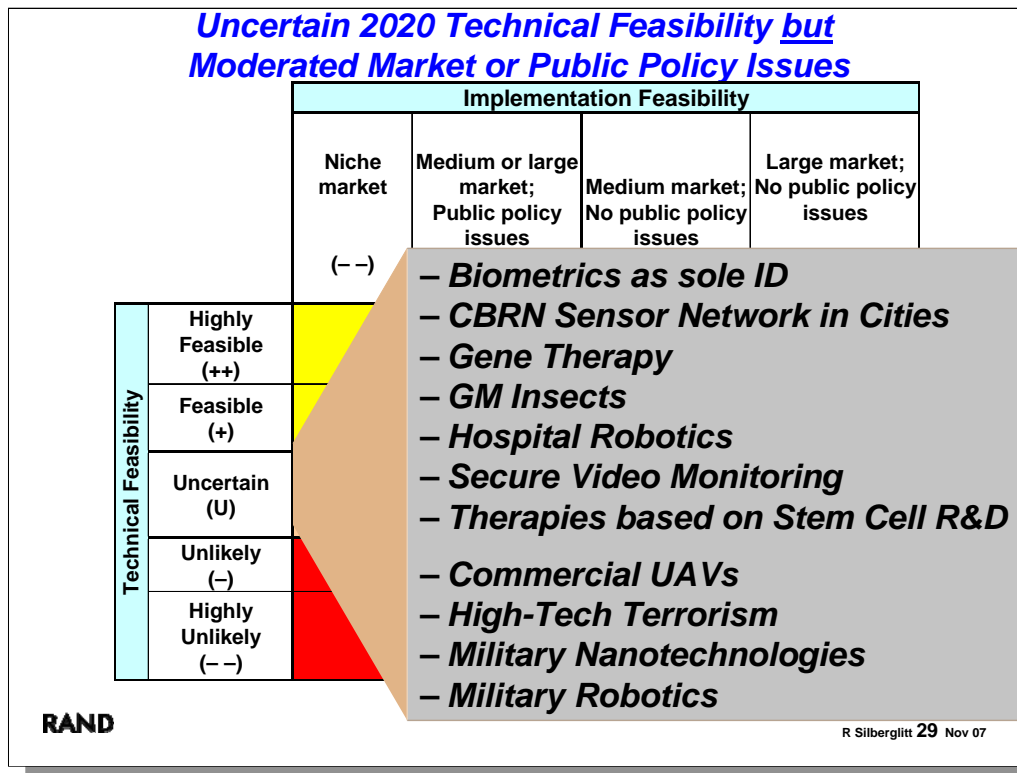 Uncertain 2020 Technical Feasibility but
Moderated Market or Public Policy Issues
Implementation Feasibility
Niche
market
(– –)
Medium or large
market;
Public policy
issues
Medium market;
No public policy
issues
Large market;
No public policy
issues
Technical Feasibility
Highly
Feasible
(++)
Feasible
(+)
Uncertain
(U)
Unlikely
(–)
Highly
Unlikely
(– –)
– Biometrics as sole ID
– CBRN Sensor Network in Cities
– Gene Therapy
– GM Insects
– Hospital Robotics
– Secure Video Monitoring
– Therapies based on Stem Cell R&D
– Commercial UAVs
– High-Tech Terrorism
– Military Nanotechnologies
– Military Robotics
RAND
R Silberglitt 29 Nov 07